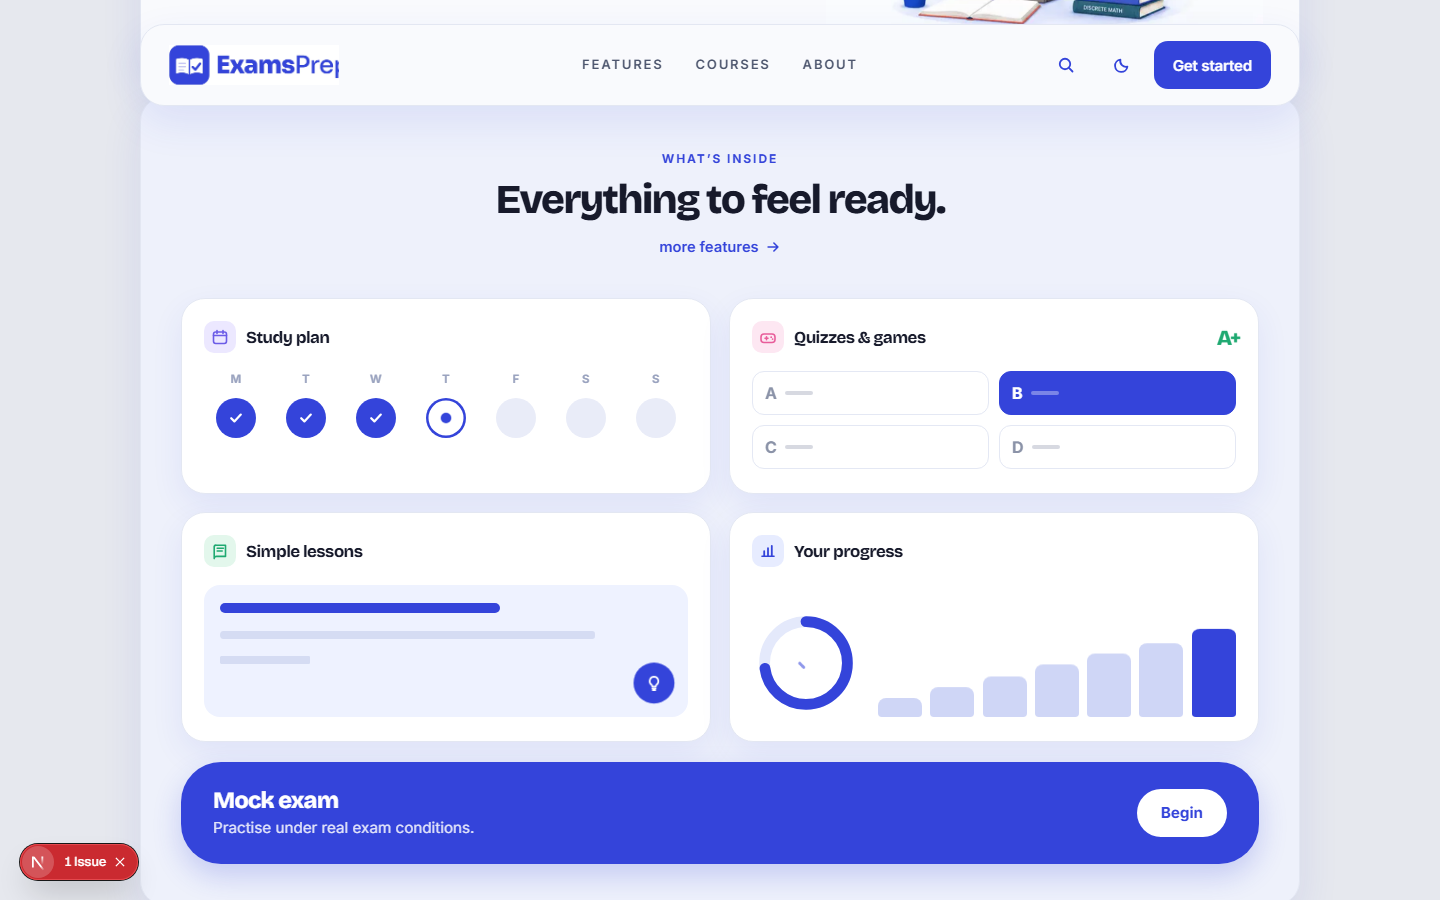 DISCRETE MATH
ExamsPrep
FEATURES
COURSES
ABOUT
Get started
WHAT'S INSIDE
Everything to feel ready.
more features →
Study plan
M T W T F S S
Quizzes & games
A+
A
B
C
D
Simple lessons
Your progress
Mock exam
Practise under real exam conditions.
Begin
N
1 Issue